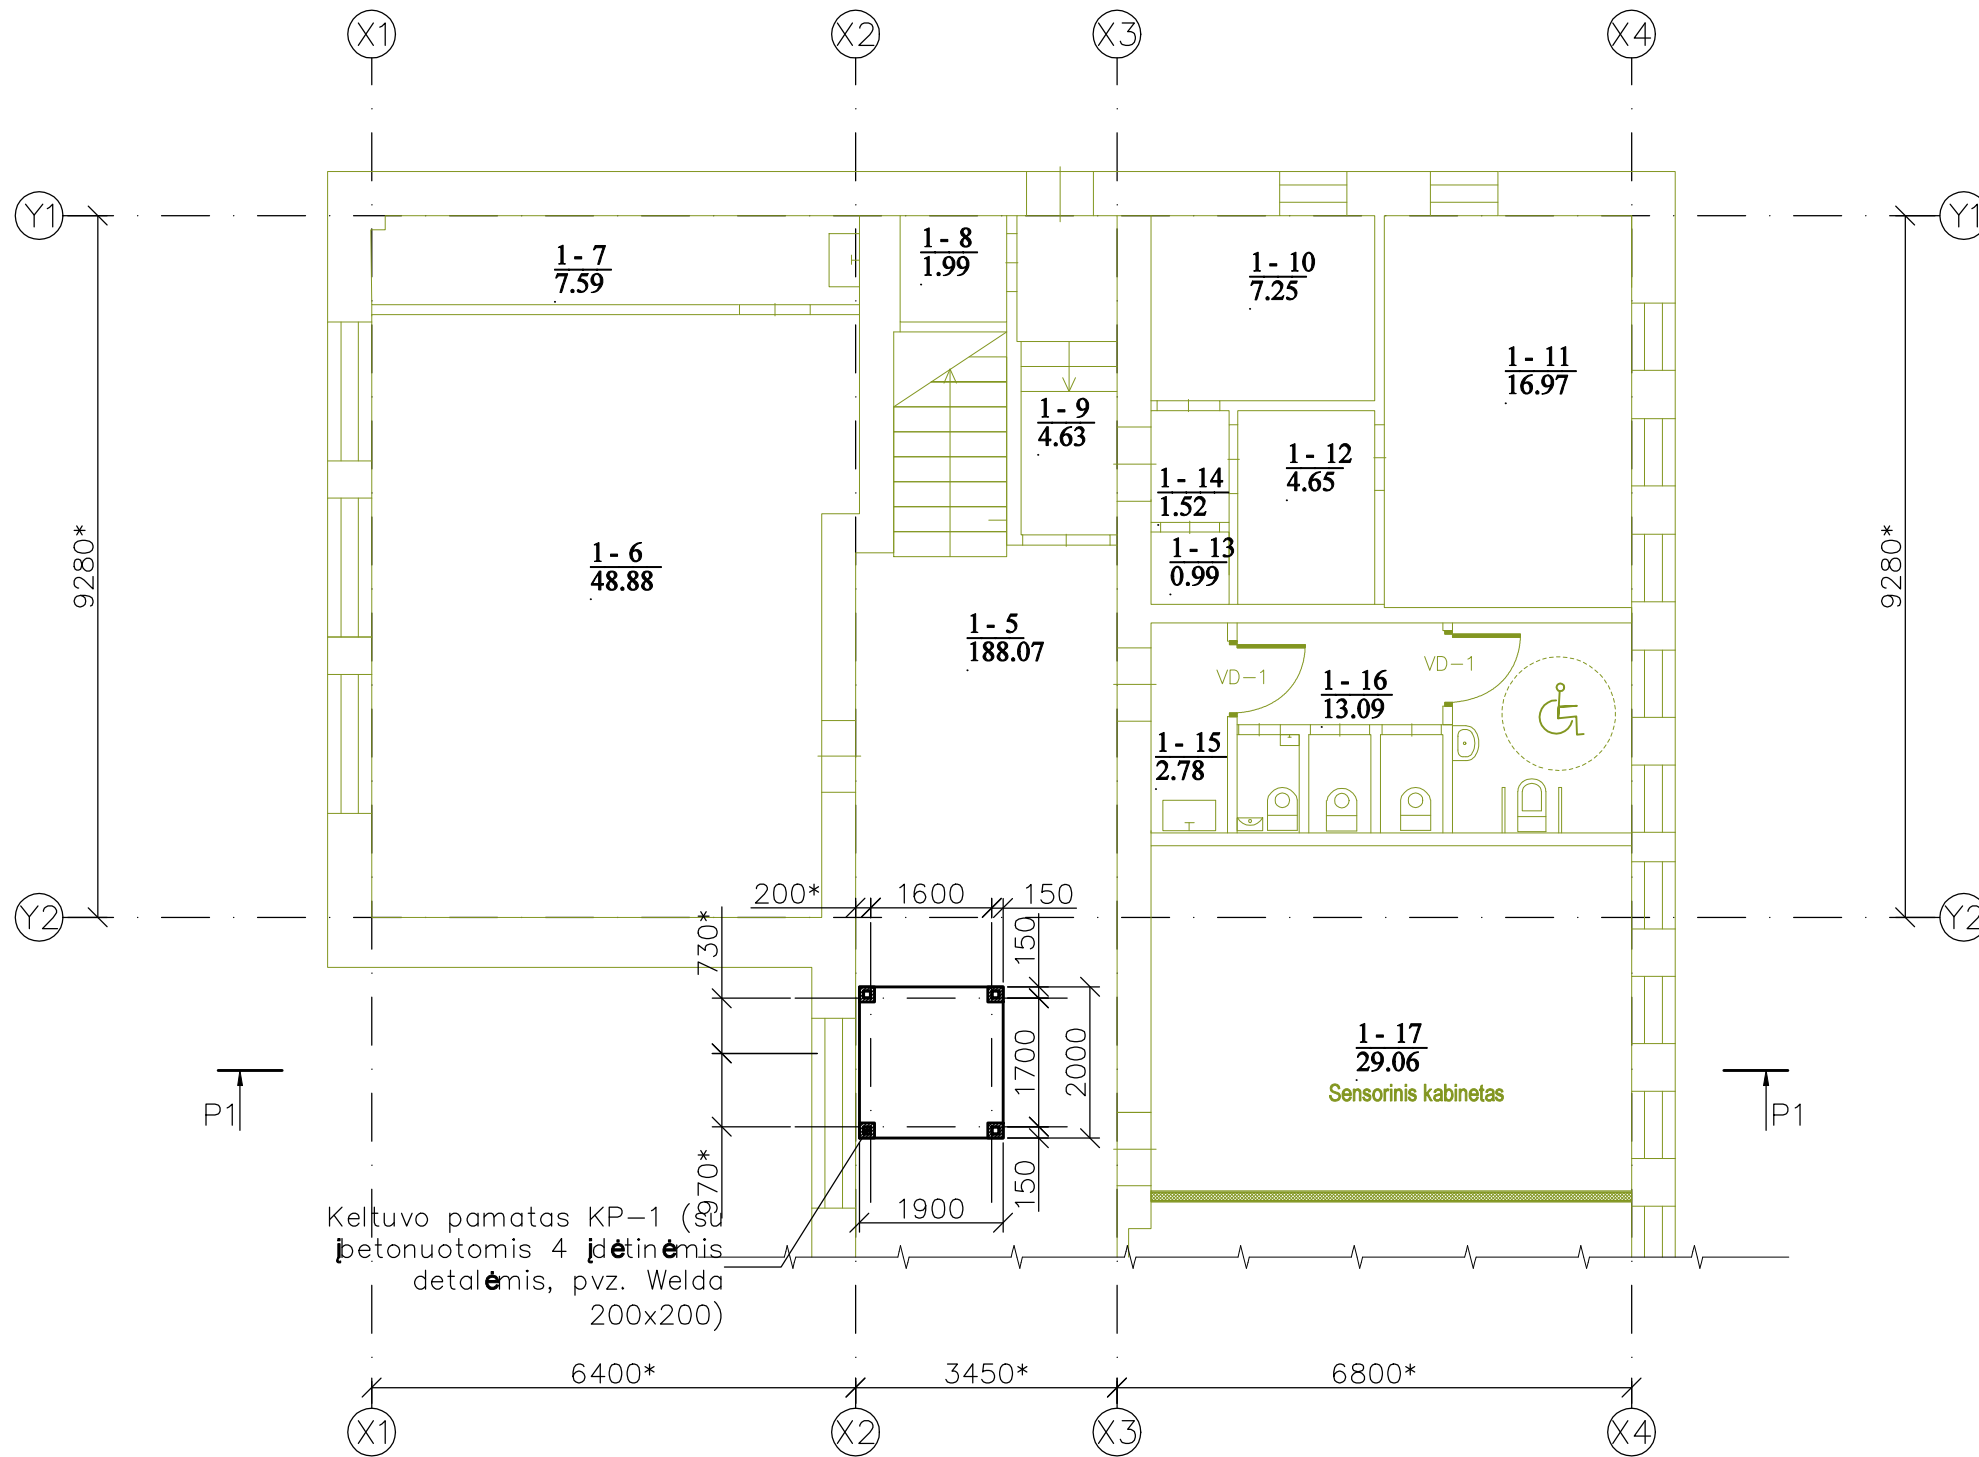 X1 X2 X3 X4
Y1 Y1
1 - 7
7.59
1 - 8
1.99
1 - 10
7.25
1 - 11
16.97
1 - 9
4.63
1 - 12
4.65
1 - 14
1.52
1 - 13
0.99
9280*
9280*
1 - 6
48.88
1 - 5
188.07
VD-1
VD-1
1 - 16
13.09
1 - 15
2.78
200* 1600 150
Y2 Y2
730*
150
1700
2000
1 - 17
29.06
Sensorinis kabinetas
P1 P1
970*
150
1900
Keltuvo pamatas KP-1 (su
įbetonuotomis 4 įdėtinėmis
detalėmis, pvz. Welda
200x200)
6400* 3450* 6800*
X1 X2 X3 X4